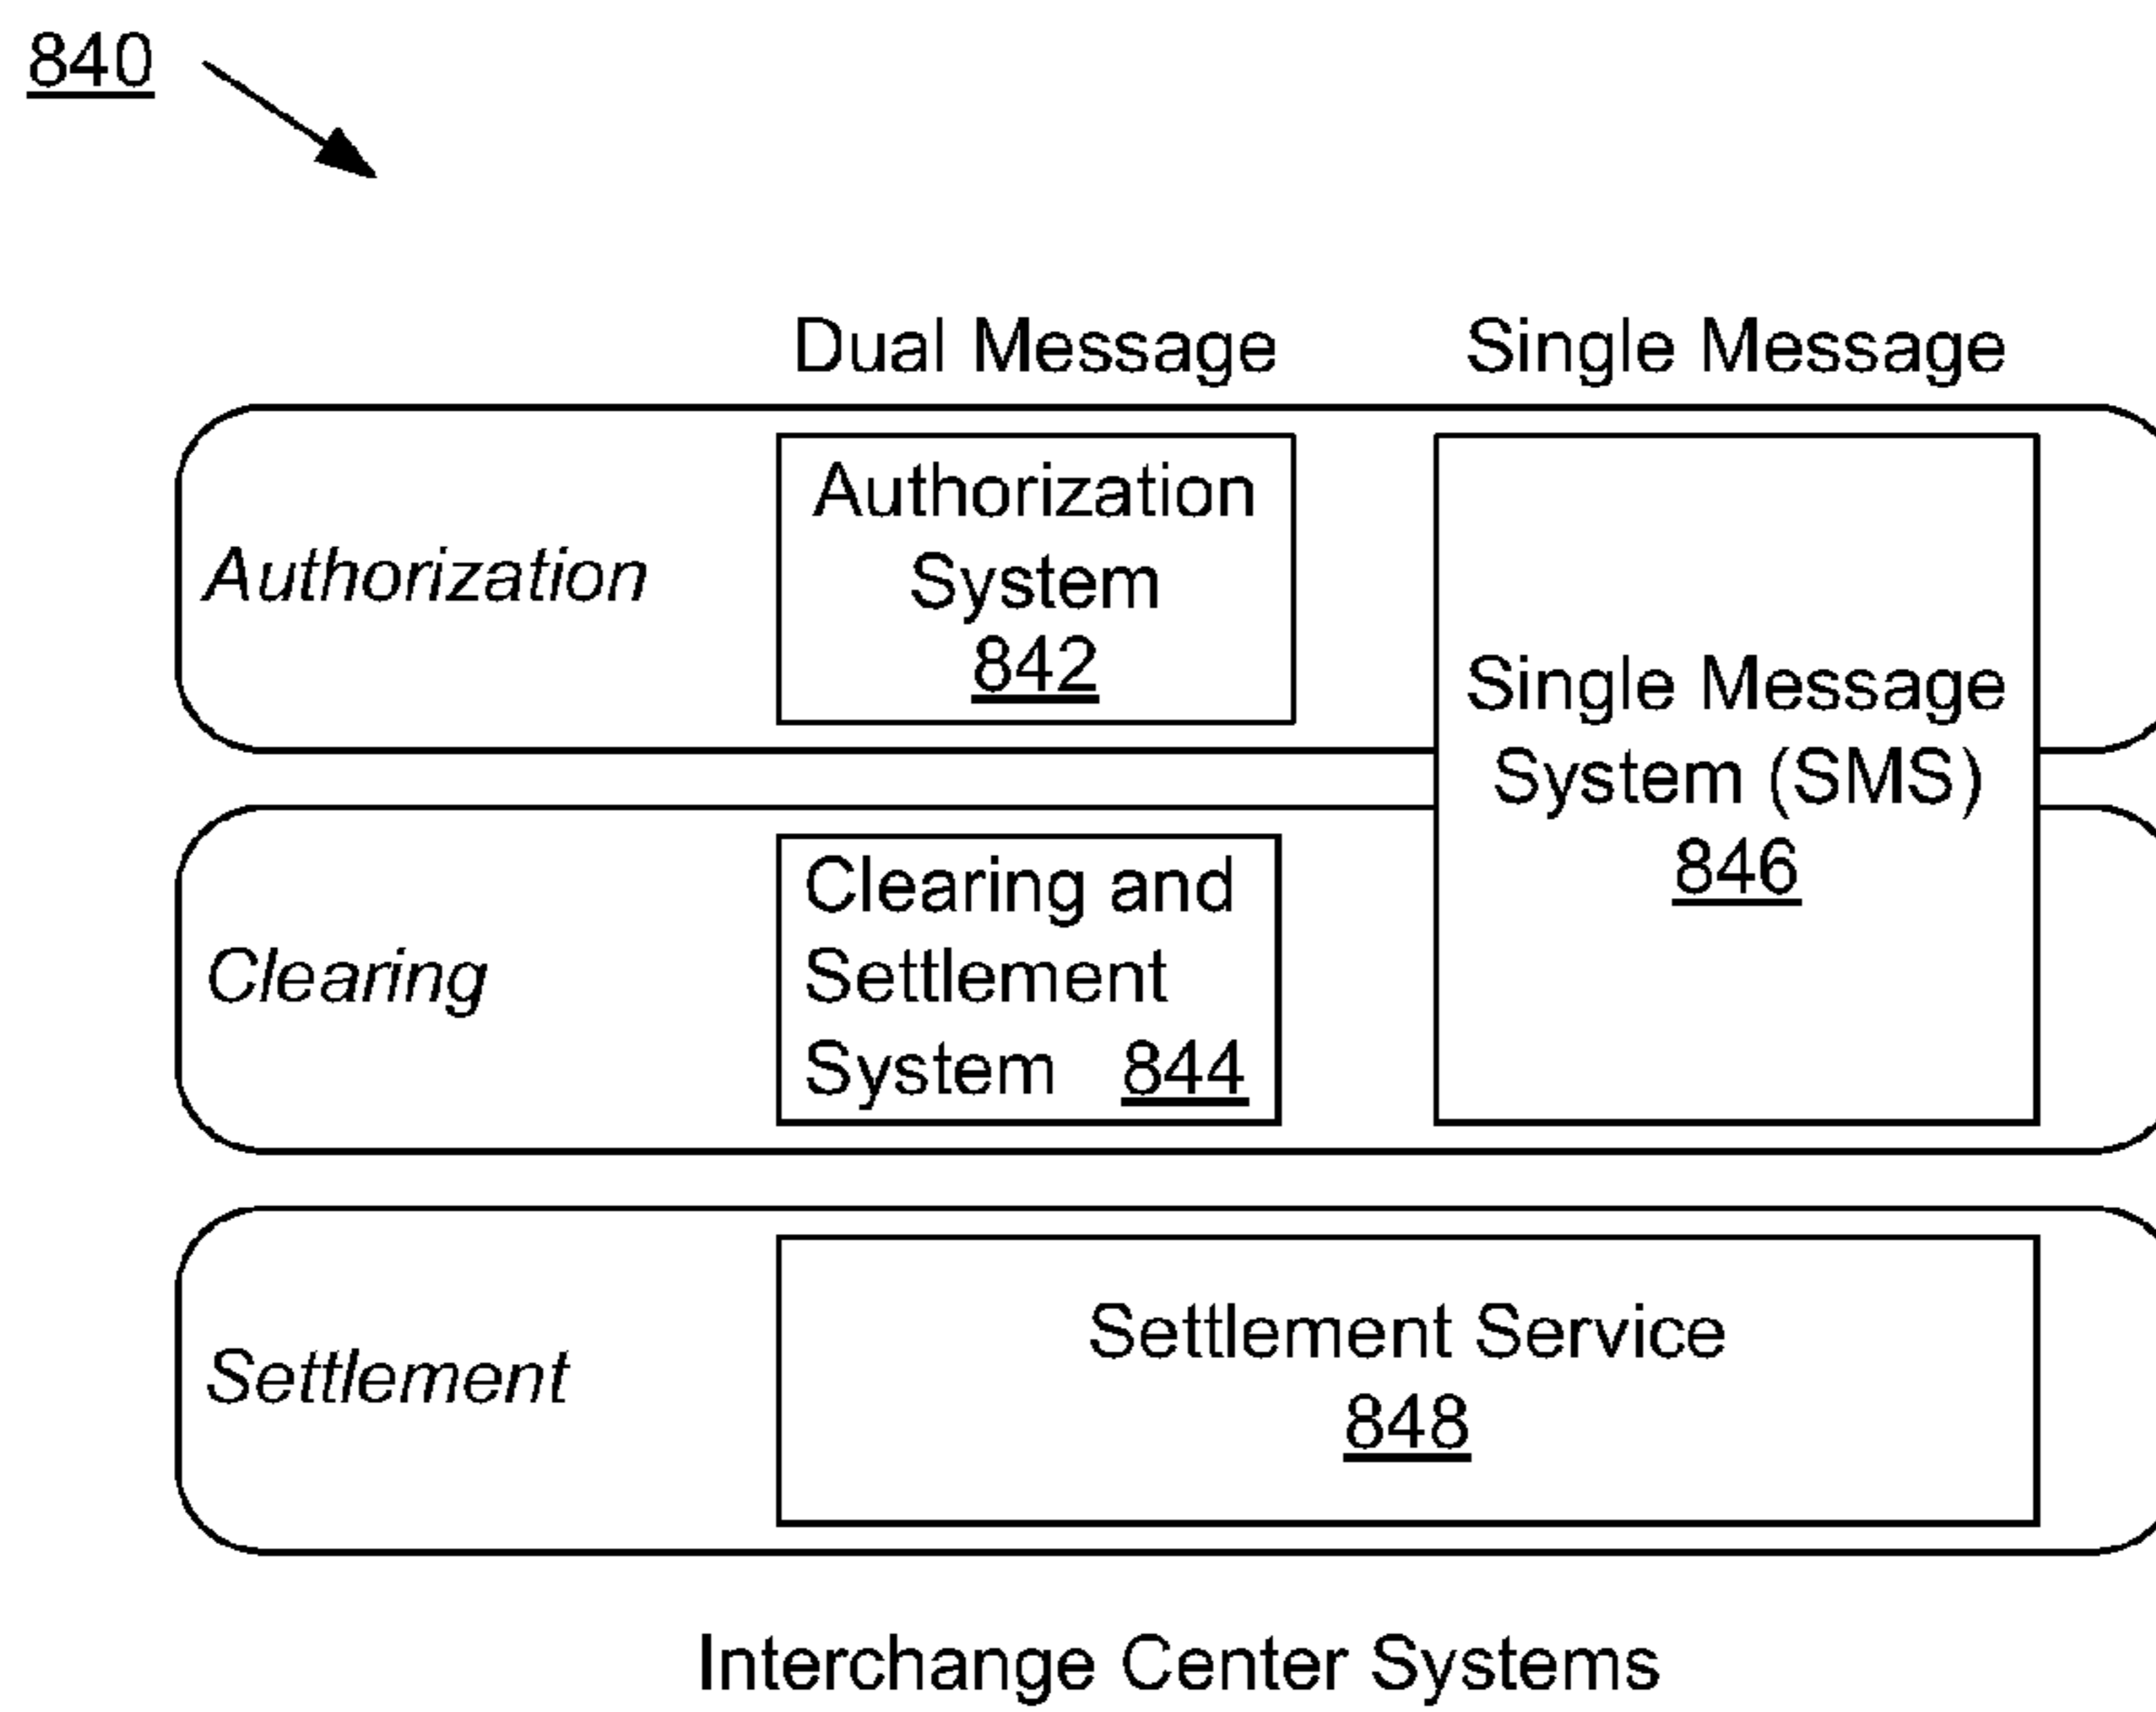 840
Dual Message
Single Message
Authorization
Authorization
System
842
Single Message
System (SMS)
846
Clearing
Clearing and
Settlement
System 844
Settlement
Settlement Service
848
Interchange Center Systems